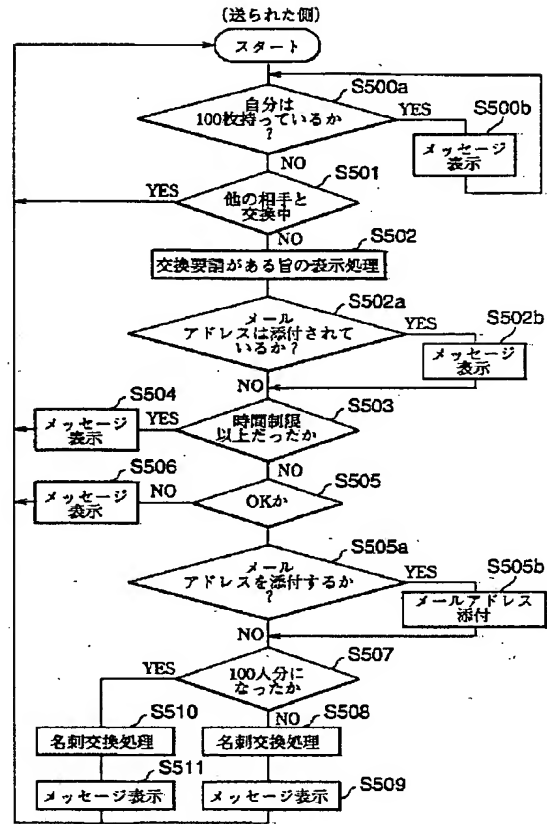 (送られた側)
スタート
S500a
自分は
100枚持っているか
?
YES
S500b
メッセージ
表示
NO
S501
YES
他の相手と
交換中
NO
S502
交換要請がある旨の表示処理
S502a
メール
アドレスは添付されて
いるか?
YES
S502b
メッセージ
表示
NO
S503
S504
メッセージ
表示
YES
時間制限
以上だったか
NO
S506
メッセージ
表示
NO
S505
OKか
S505a
メール
アドレスを添付するか
?
YES
S505b
メールアドレス
添付
NO
S507
YES
100人分に
なったか
NO
S510
名刺交換処理
S508
名刺交換処理
S511
メッセージ表示
S509
メッセージ表示